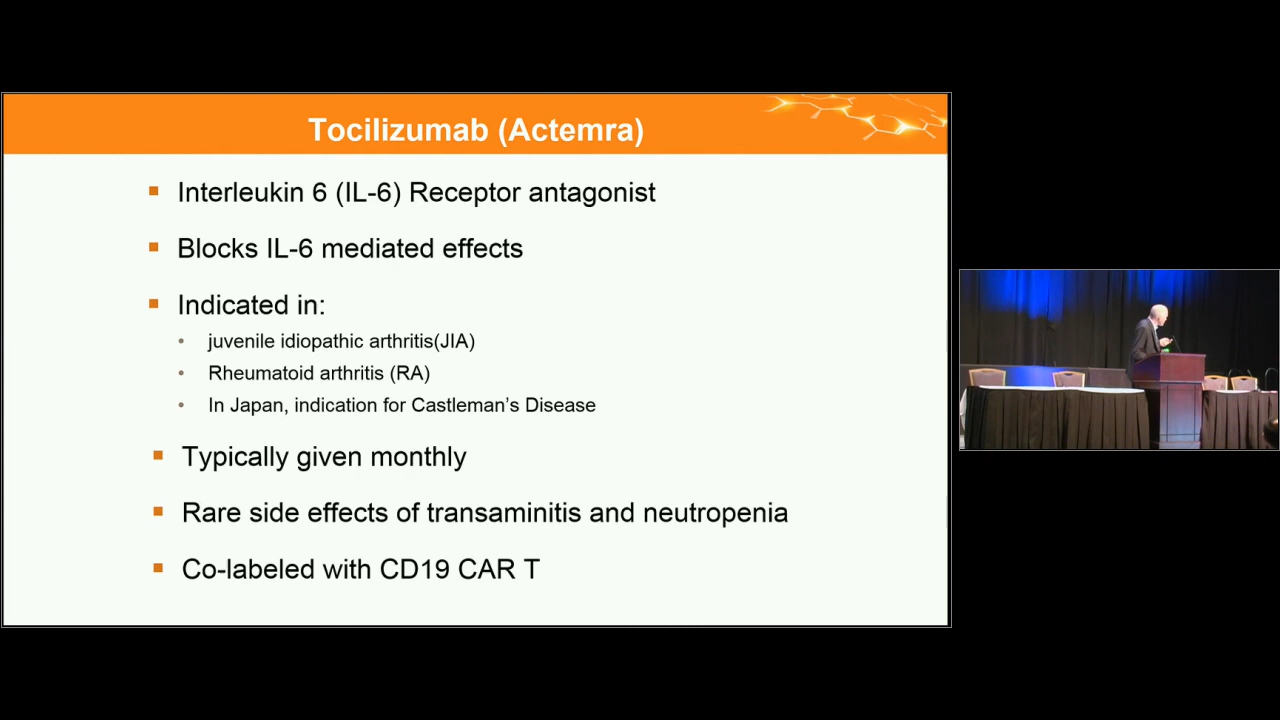 Tocilizumab (Actemra)
Interleukin 6 (IL-6) Receptor antagonist
Blocks IL-6 mediated effects
Indicated in:
juvenile idiopathic arthritis(JIA)
Rheumatoid arthritis (RA)
In Japan, indication for Castleman's Disease
Typically given monthly
Rare side effects of transaminitis and neutropenia
Co-labeled with CD19 CAR T